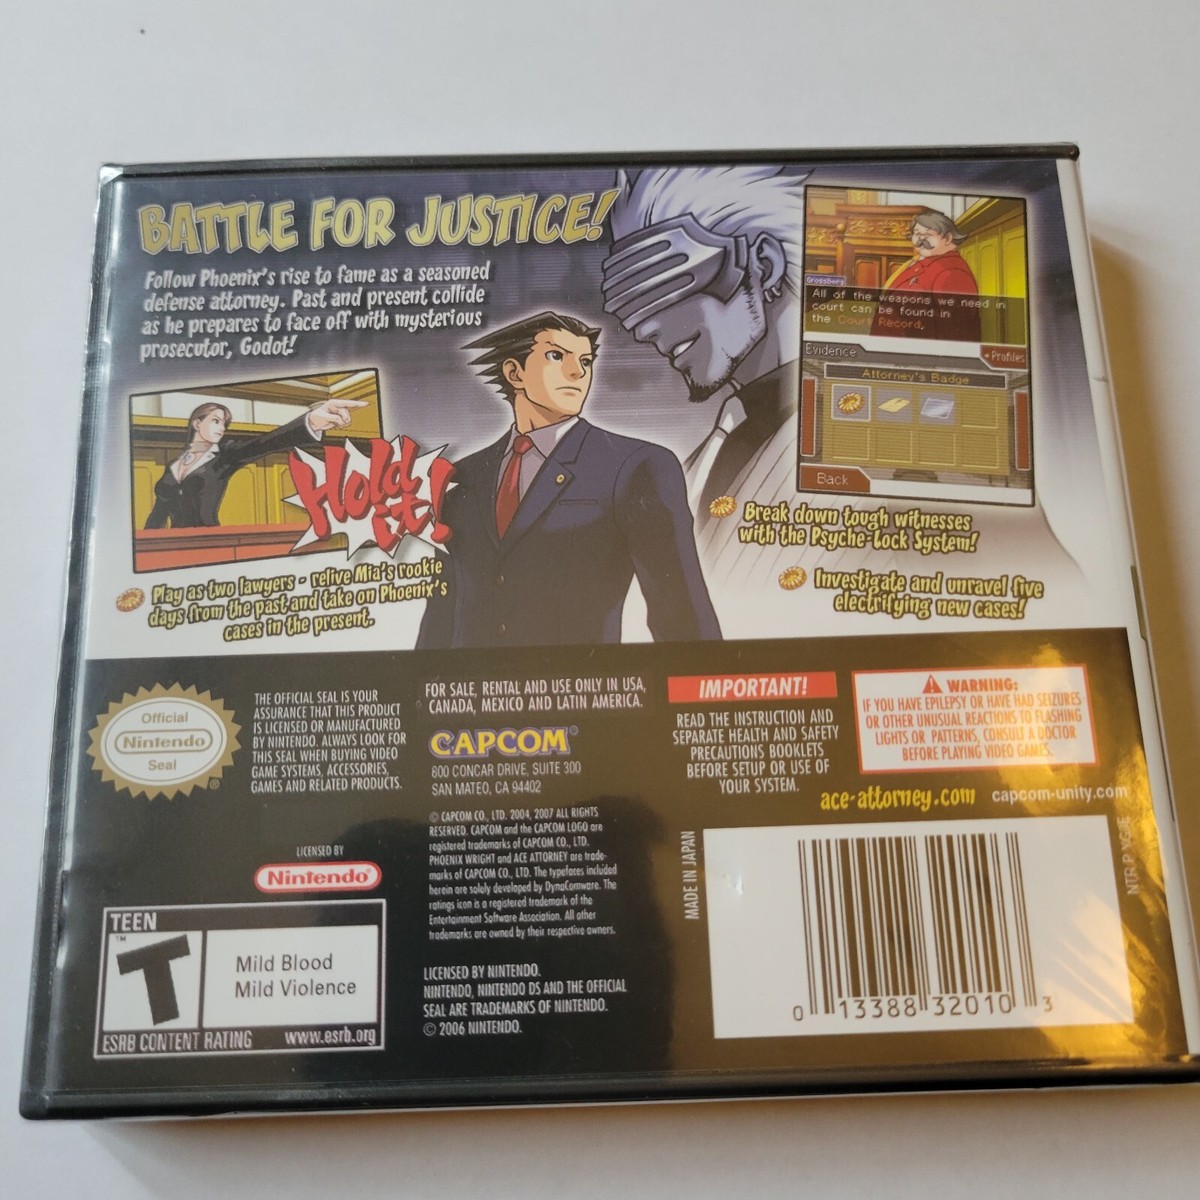 BATTLE FOR JUSTICE!
Follow Phoenix's rise to fame as a seasoned
defense attorney. Past and present collide
as he prepares to face off with mysterious
prosecutor, Godot!
Hold
it!
Play as two lawyers - relive Mia's rookie
days from the past and take on Phoenix's
cases in the present.
Grossberg
All of the weapons we need in
court can be found in
the Court Record.
Evidence
Profiles
Attorney's Badge
Back
Break down tough witnesses
with the Psyche-Lock System!
Investigate and unravel five
electrifying new cases!
Official
Nintendo
Seal
®
THE OFFICIAL SEAL IS YOUR
ASSURANCE THAT THIS PRODUCT
IS LICENSED OR MANUFACTURED
BY NINTENDO. ALWAYS LOOK FOR
THIS SEAL WHEN BUYING VIDEO
GAME SYSTEMS, ACCESSORIES,
GAMES AND RELATED PRODUCTS.
LICENSED BY
Nintendo®
TEEN
™
T
Mild Blood
Mild Violence
ESRB CONTENT RATING www.esrb.org
FOR SALE, RENTAL AND USE ONLY IN USA,
CANADA, MEXICO AND LATIN AMERICA.
CAPCOM®
800 CONCAR DRIVE, SUITE 300
SAN MATEO, CA 94402
© CAPCOM CO., LTD. 2004, 2007 ALL RIGHTS
RESERVED. CAPCOM and the CAPCOM LOGO are
registered trademarks of CAPCOM CO., LTD.
PHOENIX WRIGHT and ACE ATTORNEY are trade-
marks of CAPCOM CO., LTD. The typefaces included
herein are solely developed by DynaComware. The
ratings icon is a registered trademark of the
Entertainment Software Association. All other
trademarks are owned by their respective owners.
LICENSED BY NINTENDO.
NINTENDO, NINTENDO DS AND THE OFFICIAL
SEAL ARE TRADEMARKS OF NINTENDO.
© 2006 NINTENDO.
IMPORTANT!
READ THE INSTRUCTION AND
SEPARATE HEALTH AND SAFETY
PRECAUTIONS BOOKLETS
BEFORE SETUP OR USE OF
YOUR SYSTEM.
WARNING:
IF YOU HAVE EPILEPSY OR HAVE HAD SEIZURES
OR OTHER UNUSUAL REACTIONS TO FLASHING
LIGHTS OR PATTERNS, CONSULT A DOCTOR
BEFORE PLAYING VIDEO GAMES.
ace-attorney.com capcom-unity.com
MADE IN JAPAN
0 13388 32010 3